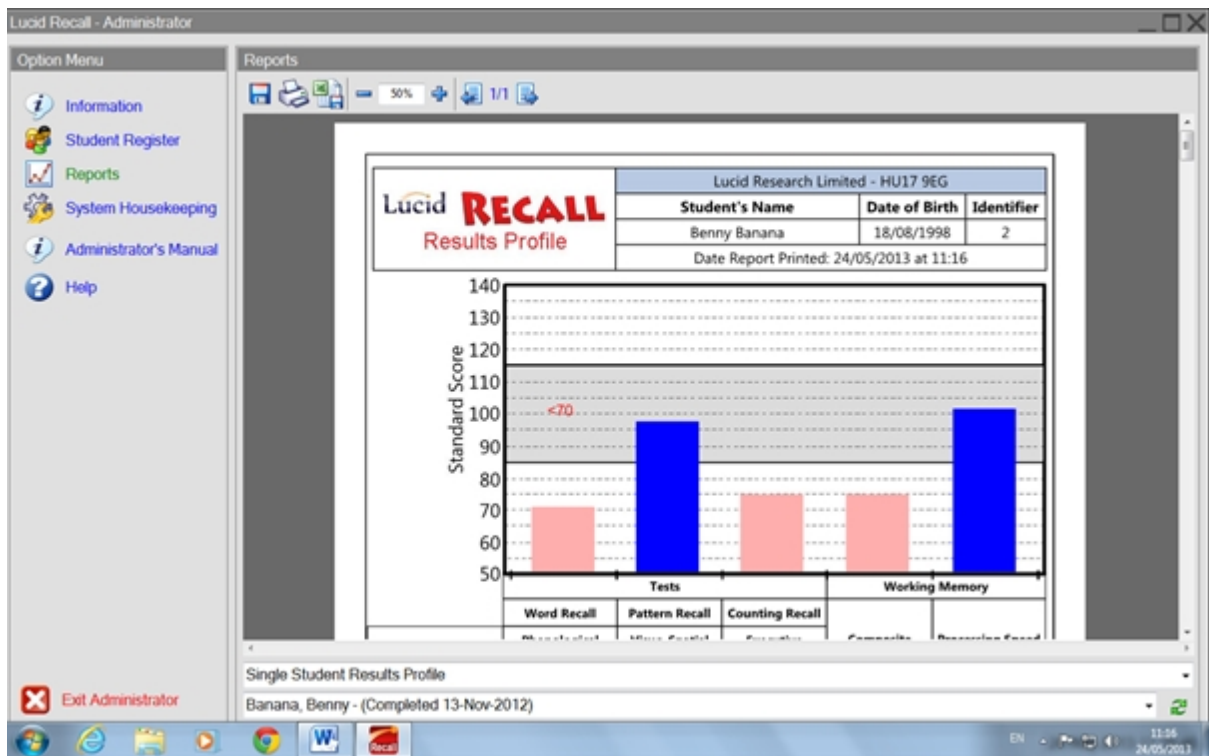 Lucid Recall - Administrator
Option Menu
Information
Student Register
Reports
System Housekeeping
Administrator's Manual
Help
Exit Administrator
Reports
50%
1/1
Lucid RECALL
Results Profile
Lucid Research Limited - HU17 9EG
Student's Name Date of Birth Identifier
Benny Banana 18/08/1998 2
Date Report Printed: 24/05/2013 at 11:16
Standard Score
140
130
120
110
100
90
80
70
60
50
<70
Tests Working Memory
Word Recall Pattern Recall Counting Recall
Single Student Results Profile
Banana, Benny - (Completed 13-Nov-2012)
W
Recall
EN
11:16
24/05/2013